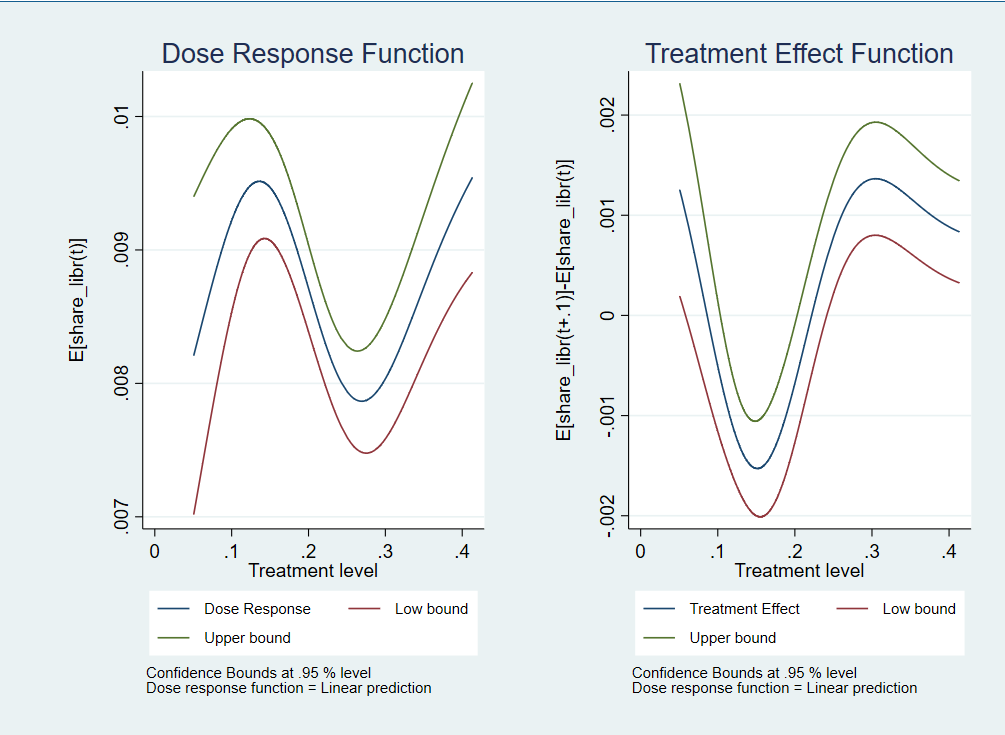 Dose Response Function
E[share_libr(t)]
.01
.009
.008
.007
0 .1 .2 .3 .4
Treatment level
Dose Response Low bound
Upper bound
Confidence Bounds at .95 % level
Dose response function = Linear prediction
Treatment Effect Function
E[share_libr(t+.1)]-E[share_libr(t)]
.002
.001
0
-.001
-.002
0 .1 .2 .3 .4
Treatment level
Treatment Effect Low bound
Upper bound
Confidence Bounds at .95 % level
Dose response function = Linear prediction